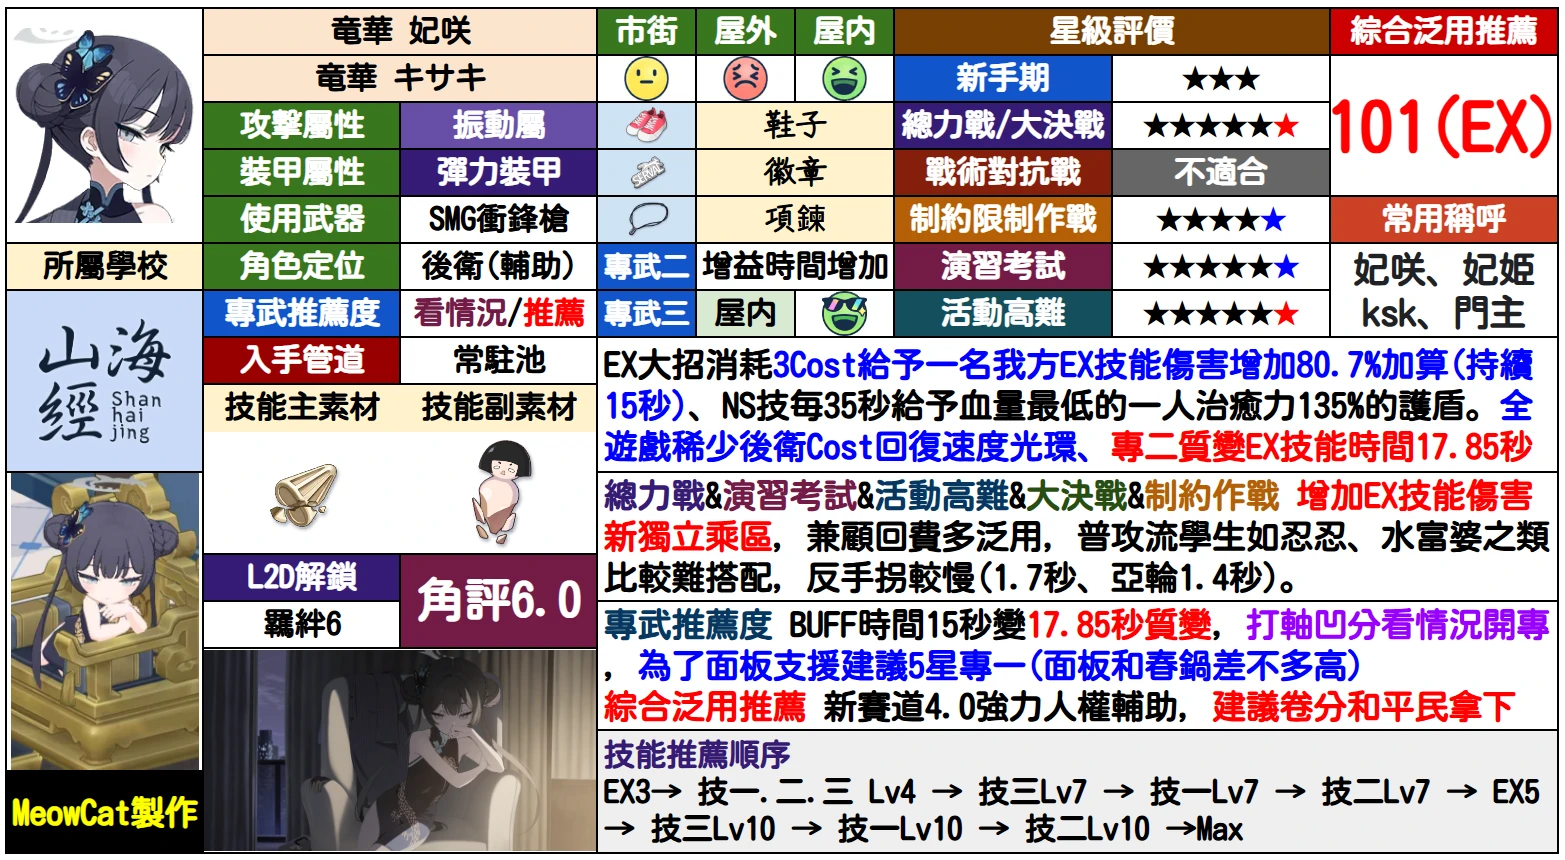 竜華 妃咲
竜華 キサキ
市街 屋外 屋内
星級評價
綜合泛用推薦
新手期 ★★★
101(EX)
攻擊屬性 振動屬
鞋子
總力戰/大決戰 ★★★★★★
裝甲屬性 彈力裝甲
SERVAL
徽章
戰術對抗戰 不適合
使用武器 SMG衝鋒槍
項鍊
制約限制作戰 ★★★★★
常用稱呼
所屬學校
角色定位 後衛(輔助)
專武二 增益時間增加
演習考試 ★★★★★★
妃咲、妃姬
ksk、門主
專武推薦度 看情況/推薦
專武三 屋内
活動高難 ★★★★★★
山海
經
Shan
hai
jing
入手管道 常駐池
技能主素材 技能副素材
EX大招消耗3Cost給予一名我方EX技能傷害增加80.7%加算(持續
15秒)、NS技每35秒給予血量最低的一人治癒力135%的護盾。全
遊戲稀少後衛Cost回復速度光環、專二質變EX技能時間17.85秒
總力戰&演習考試&活動高難&大決戰&制約作戰 增加EX技能傷害
新獨立乘區，兼顧回費多泛用，普攻流學生如忍忍、水富婆之類
比較難搭配，反手拐較慢(1.7秒、亞輪1.4秒)。
L2D解鎖
羈絆6
角評6.0
專武推薦度 BUFF時間15秒變17.85秒質變，打軸凹分看情況開專
，為了面板支援建議5星專一(面板和春鍋差不多高)
綜合泛用推薦 新賽道4.0強力人權輔助，建議卷分和平民拿下
技能推薦順序
EX3→ 技一.二.三 Lv4 → 技三Lv7 → 技一Lv7 → 技二Lv7 → EX5
→ 技三Lv10 → 技一Lv10 → 技二Lv10 →Max
MeowCat製作